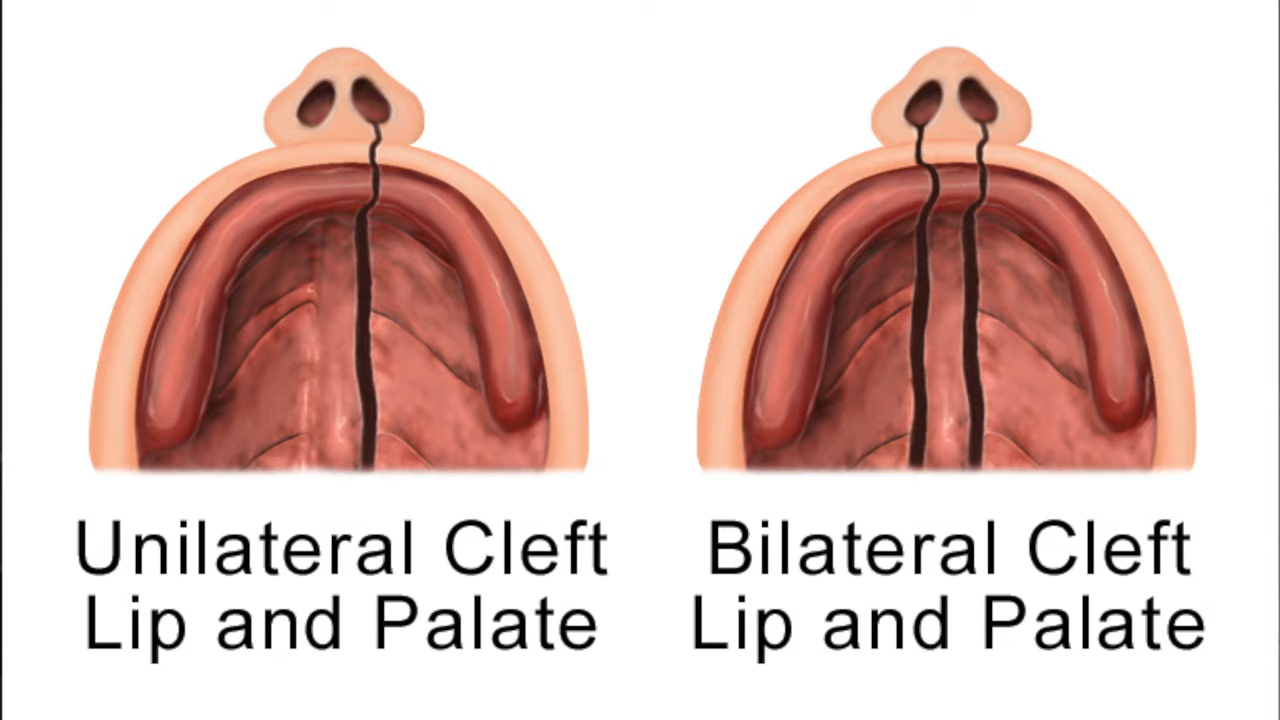 Unilateral Cleft
Lip and Palate
Bilateral Cleft
Lip and Palate